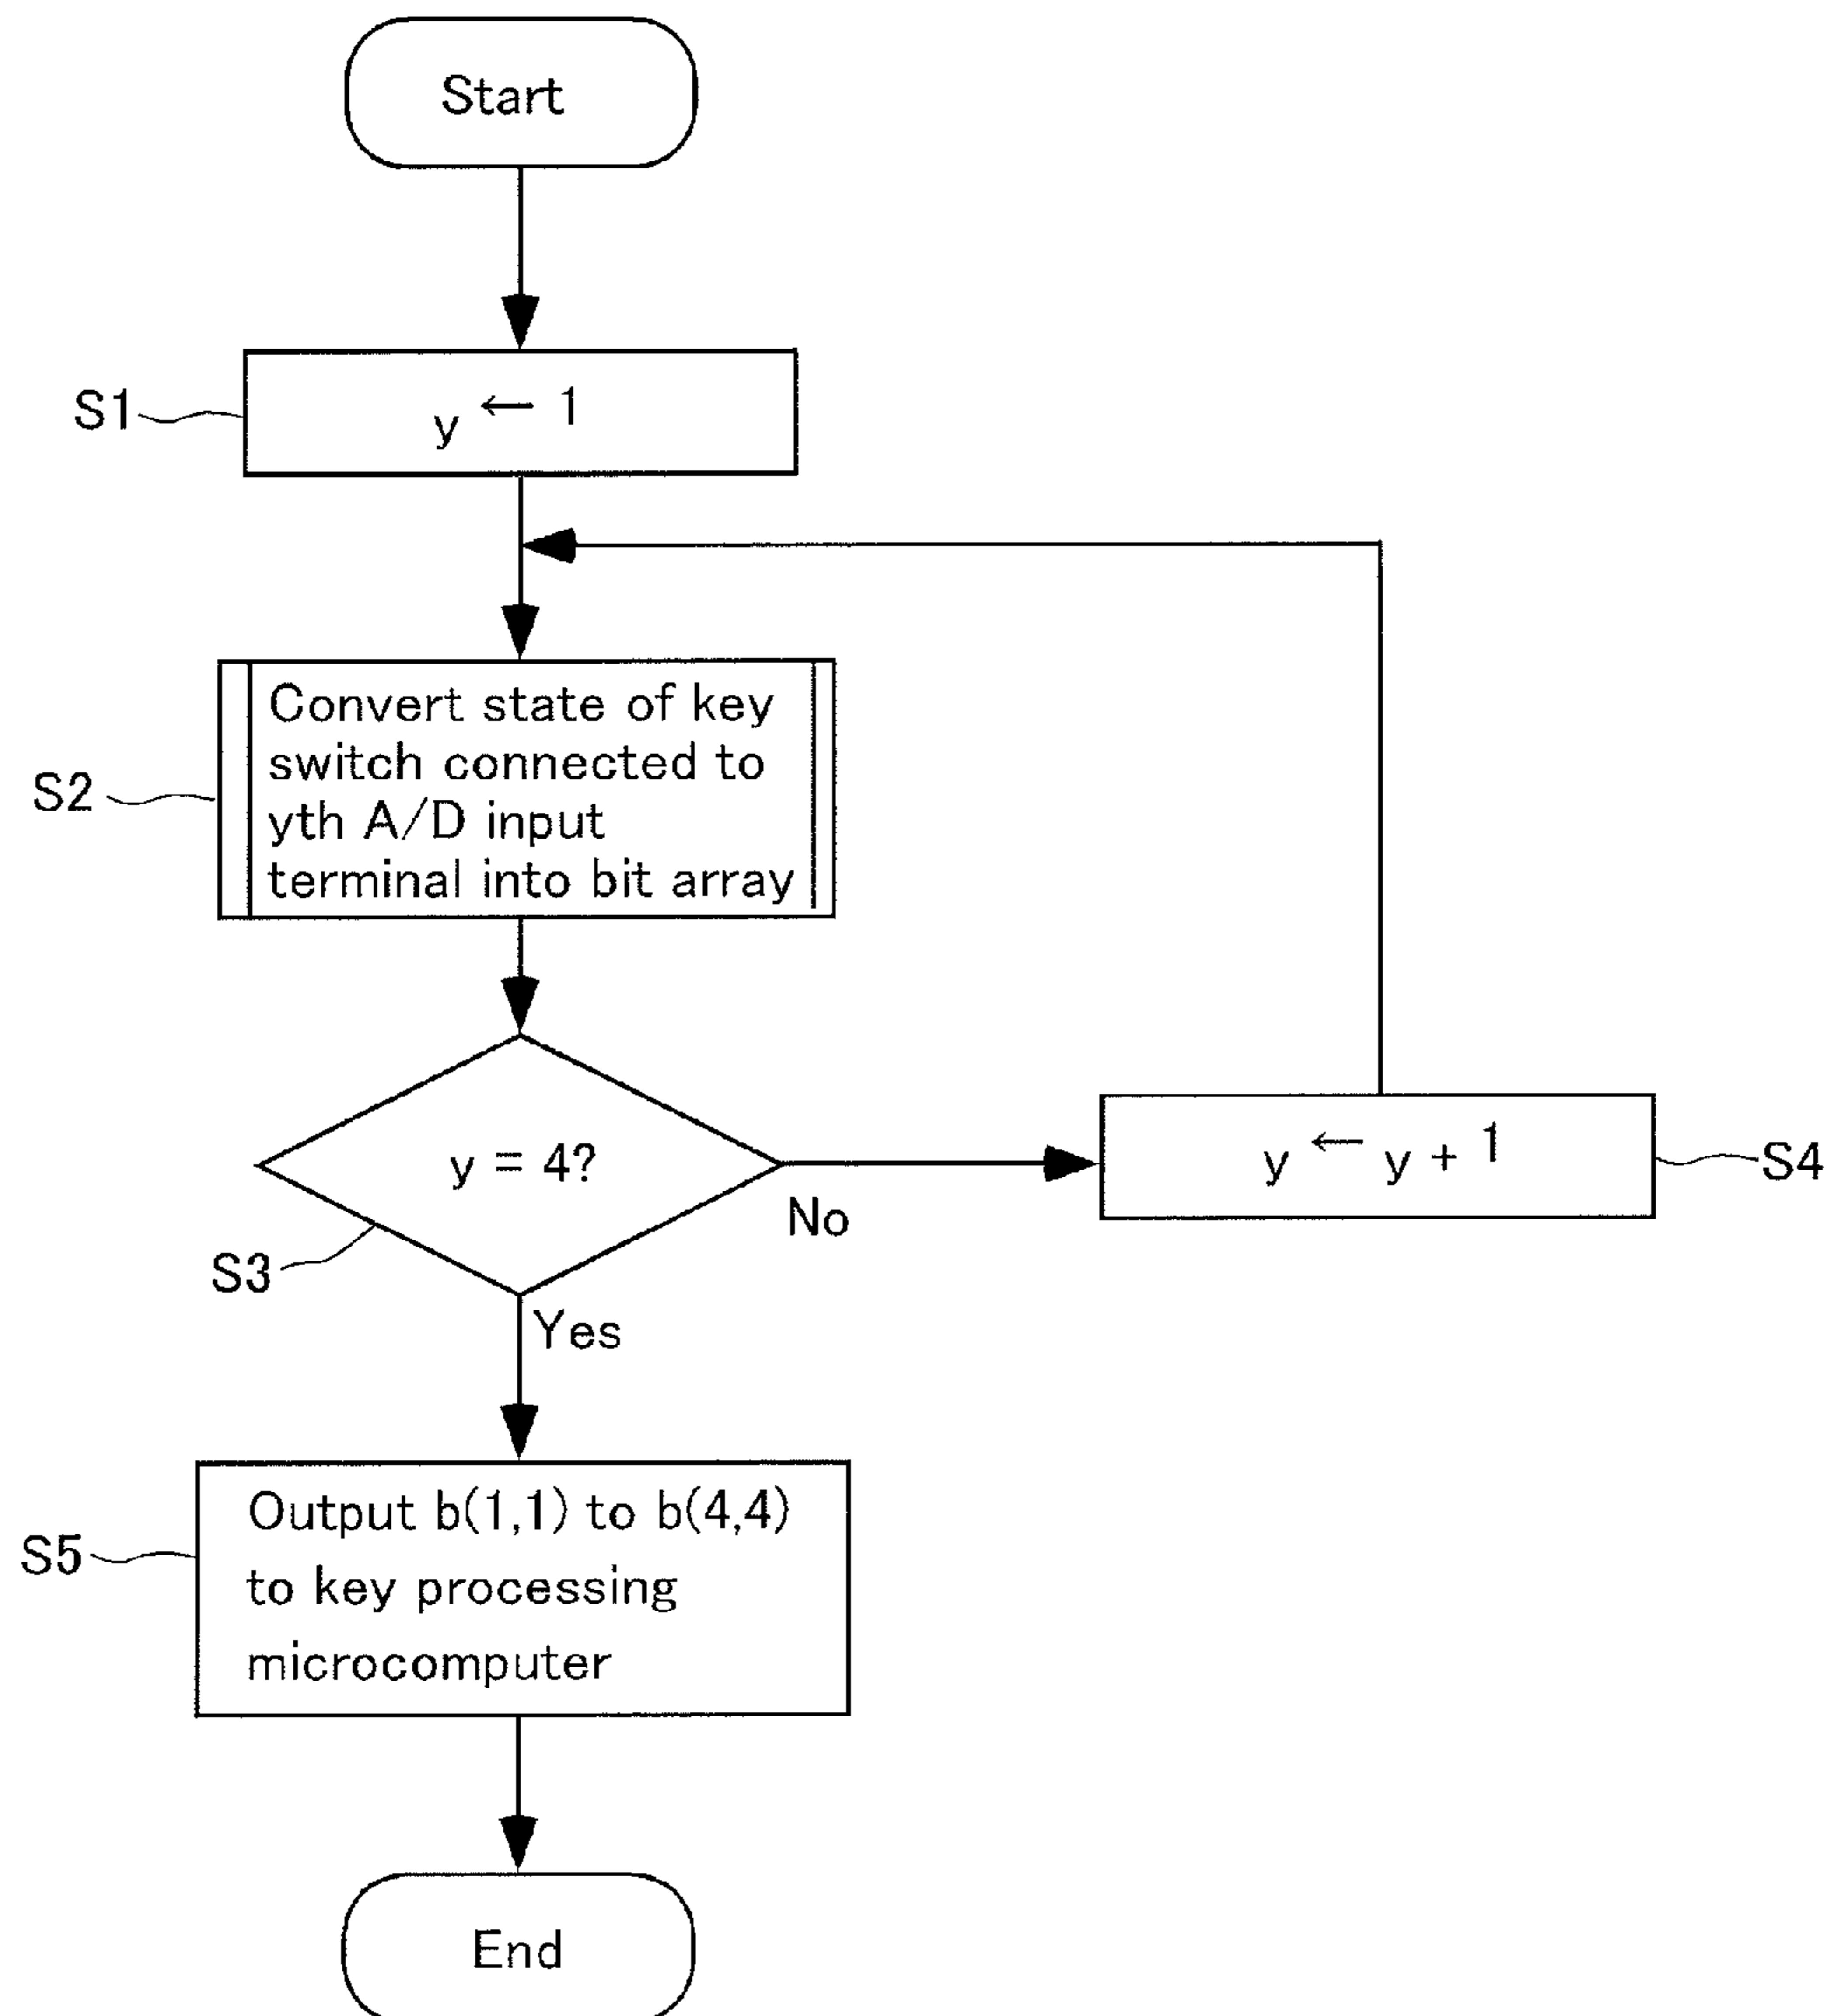 Start
S1
y ← 1
S2
Convert state of key
switch connected to
yth A/D input
terminal into bit array
y = 4?
No
y ← y + 1
S4
S3
Yes
S5
Output b(1,1) to b(4,4)
to key processing
microcomputer
End